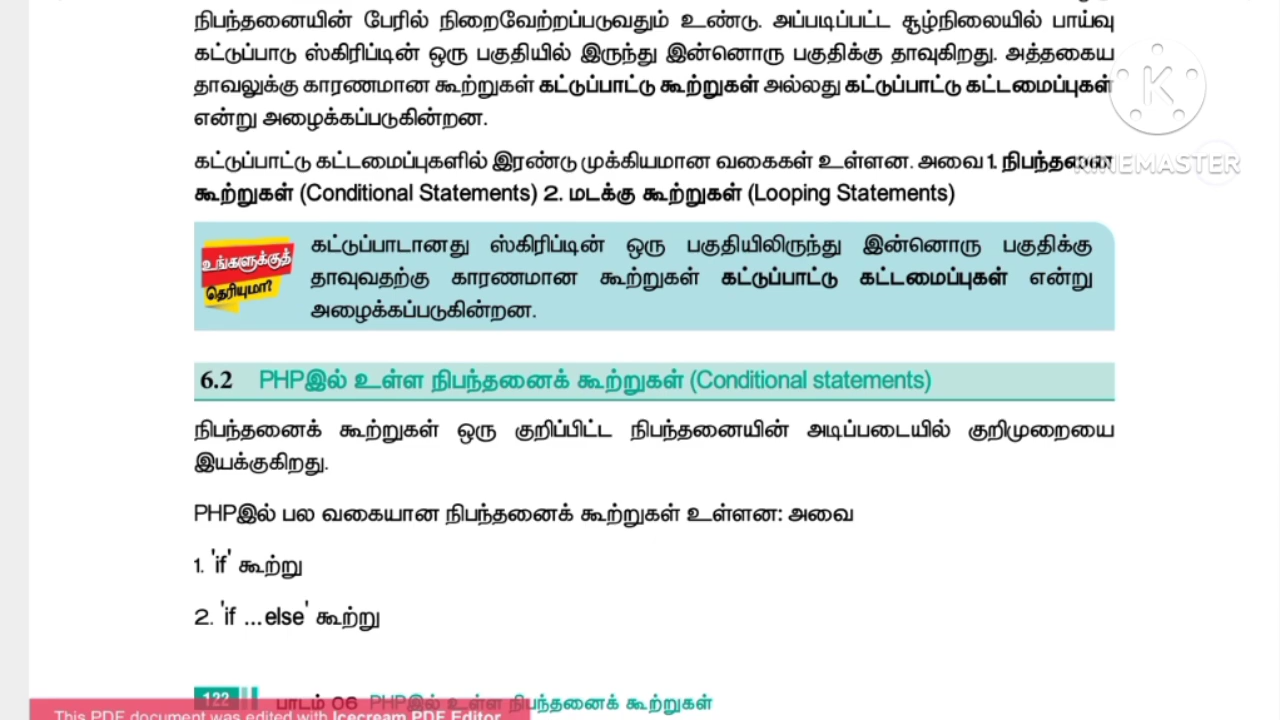 நிபந்தனையின் பேரில் நிறைவேற்றப்படுவதும் உண்டு. அப்படிப்பட்ட சூழ்நிலையில் பாய்வு
கட்டுப்பாடு ஸ்கிரிப்டின் ஒரு பகுதியில் இருந்து இன்னொரு பகுதிக்கு தாவுகிறது. அத்தகைய
தாவலுக்கு காரணமான கூற்றுகள் கட்டுப்பாட்டு கூற்றுகள் அல்லது கட்டுப்பாட்டு கட்டமைப்புகள்
என்று அழைக்கப்படுகின்றன.
K
KINEMASTER
கட்டுப்பாட்டு கட்டமைப்புகளில் இரண்டு முக்கியமான வகைகள் உள்ளன. அவை 1. நிபந்தனை
கூற்றுகள் (Conditional Statements) 2. மடக்கு கூற்றுகள் (Looping Statements)
உங்களுக்குத்
தெரியுமா?
கட்டுப்பாடானது ஸ்கிரிப்டின் ஒரு பகுதியிலிருந்து இன்னொரு பகுதிக்கு
தாவுவதற்கு காரணமான கூற்றுகள் கட்டுப்பாட்டு கட்டமைப்புகள் என்று
அழைக்கப்படுகின்றன.
6.2 PHPஇல் உள்ள நிபந்தனைக் கூற்றுகள் (Conditional statements)
நிபந்தனைக் கூற்றுகள் ஒரு குறிப்பிட்ட நிபந்தனையின் அடிப்படையில் குறிமுறையை
இயக்குகிறது.
PHPஇல் பல வகையான நிபந்தனைக் கூற்றுகள் உள்ளன: அவை
1. 'if' கூற்று
2. 'if ...else' கூற்று
122 பாடம் 06 PHPஇல் உள்ள நிபந்தனைக் கூற்றுகள்
This PDF document was edited with Icecream PDF Editor